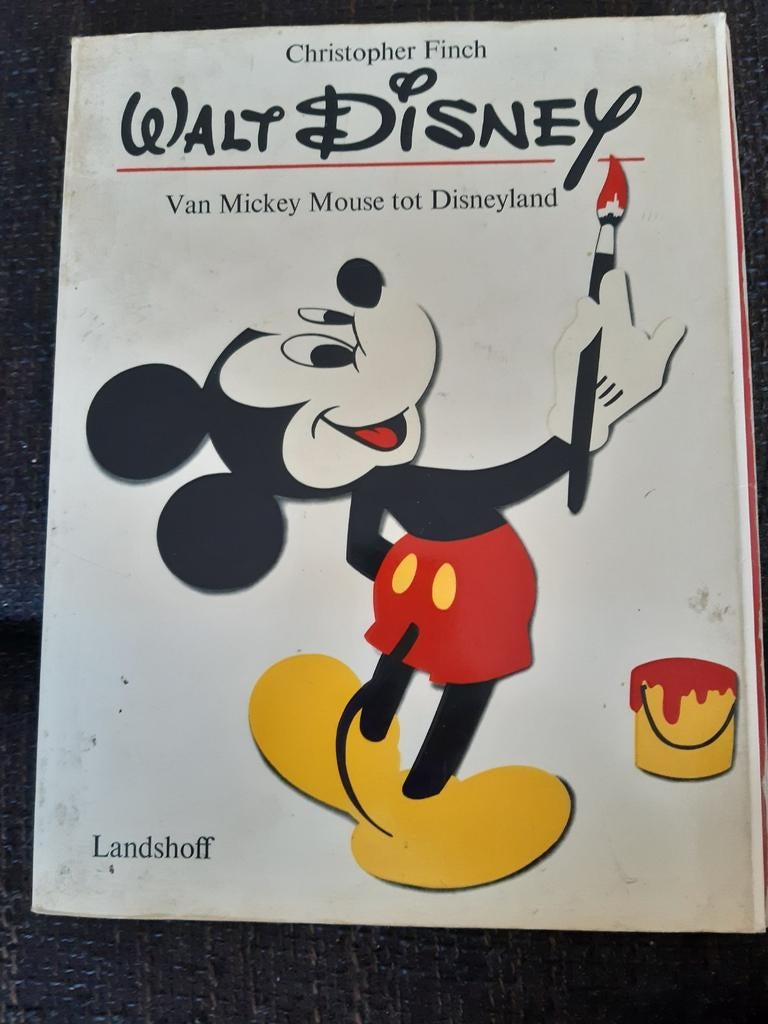 Christopher Finch
WALT DISNEY
Van Mickey Mouse tot Disneyland
Landshoff